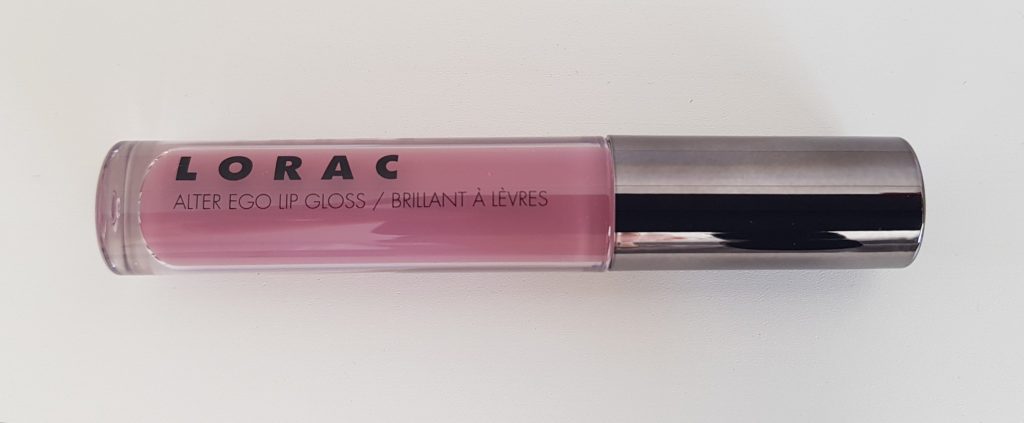 LORAC
ALTER EGO LIP GLOSS / BRILLANT À LÈVRES